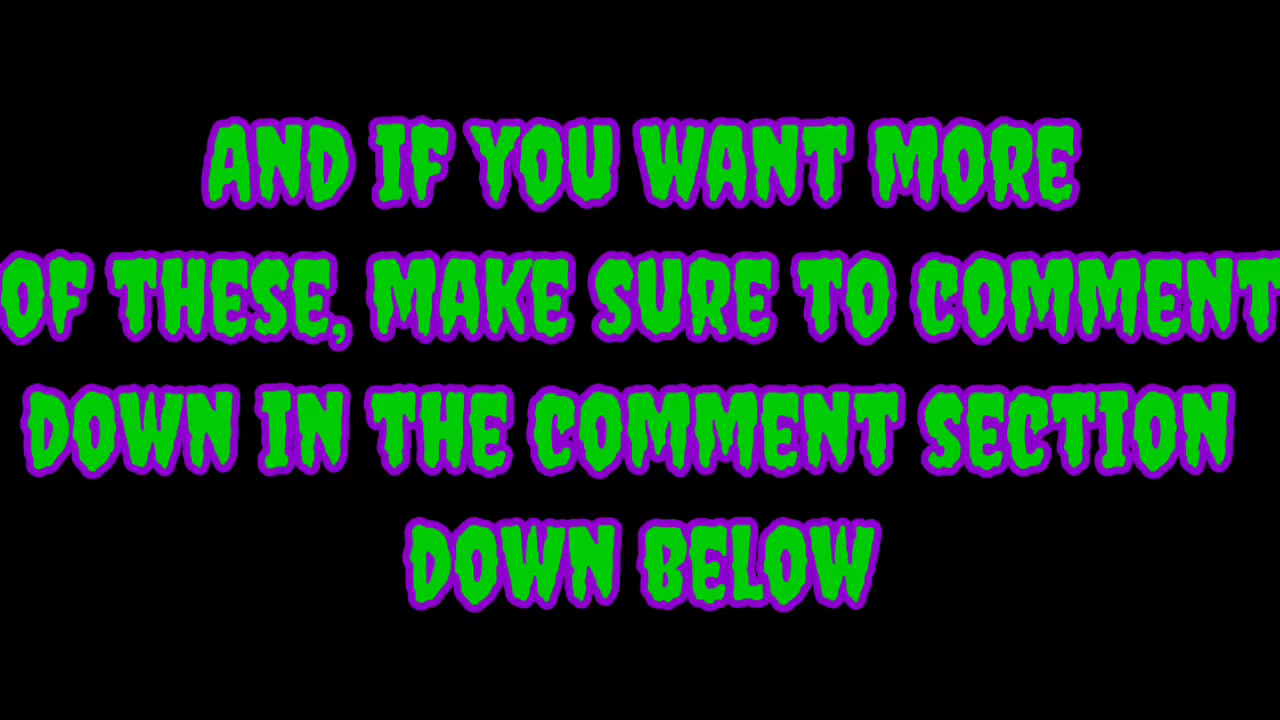 AND IF YOU WANT MORE
OF THESE, MAKE SURE TO COMMENT
DOWN IN THE COMMENT SECTION
DOWN BELOW